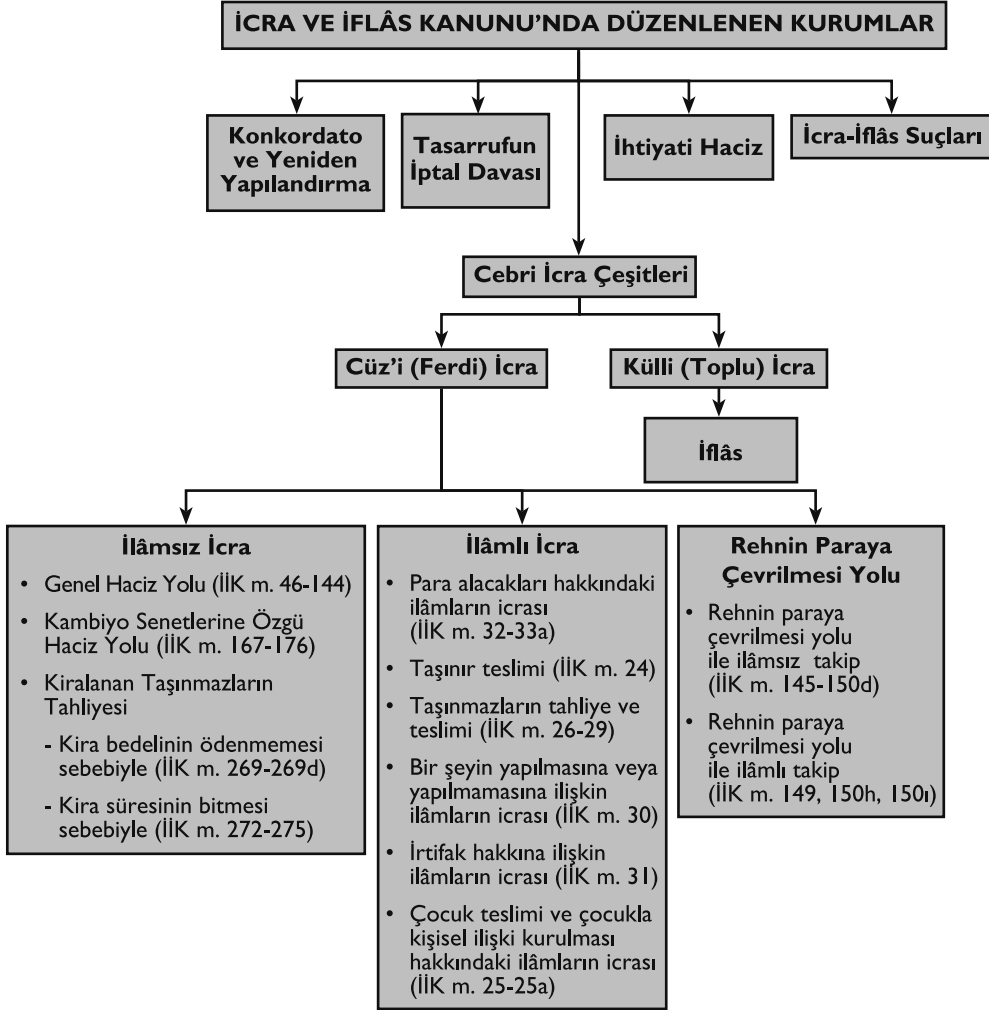 İCRA VE İFLÂS KANUNU'NDA DÜZENLENEN KURUMLAR
Konkordato
ve Yeniden
Yapılandırma
Tasarrufun
İptal Davası
İhtiyati Haciz
İcra-İflâs Suçları
Cebri İcra Çeşitleri
Cüz'i (Ferdi) İcra
Külli (Toplu) İcra
İflâs
İlâmsız İcra
• Genel Haciz Yolu (İİK m. 46-144)
• Kambiyo Senetlerine Özgü
Haciz Yolu (İİK m. 167-176)
• Kiralanan Taşınmazların
Tahliyesi
- Kira bedelinin ödenmemesi
sebebiyle (İİK m. 269-269d)
- Kira süresinin bitmesi
sebebiyle (İİK m. 272-275)
İlâmlı İcra
• Para alacakları hakkındaki
ilâmların icrası
(İİK m. 32-33a)
• Taşınır teslimi (İİK m. 24)
• Taşınmazların tahliye ve
teslimi (İİK m. 26-29)
• Bir şeyin yapılmasına veya
yapılmamasına ilişkin
ilâmların icrası (İİK m. 30)
• İrtifak hakkına ilişkin
ilâmların icrası (İİK m. 31)
• Çocuk teslimi ve çocukla
kişisel ilişki kurulması
hakkındaki ilâmların icrası
(İİK m. 25-25a)
Rehnin Paraya
Çevrilmesi Yolu
• Rehnin paraya
çevrilmesi yolu
ile ilâmsız takip
(İİK m. 145-150d)
• Rehnin paraya
çevrilmesi yolu
ile ilâmlı takip
(İİK m. 149, 150h, 150ı)